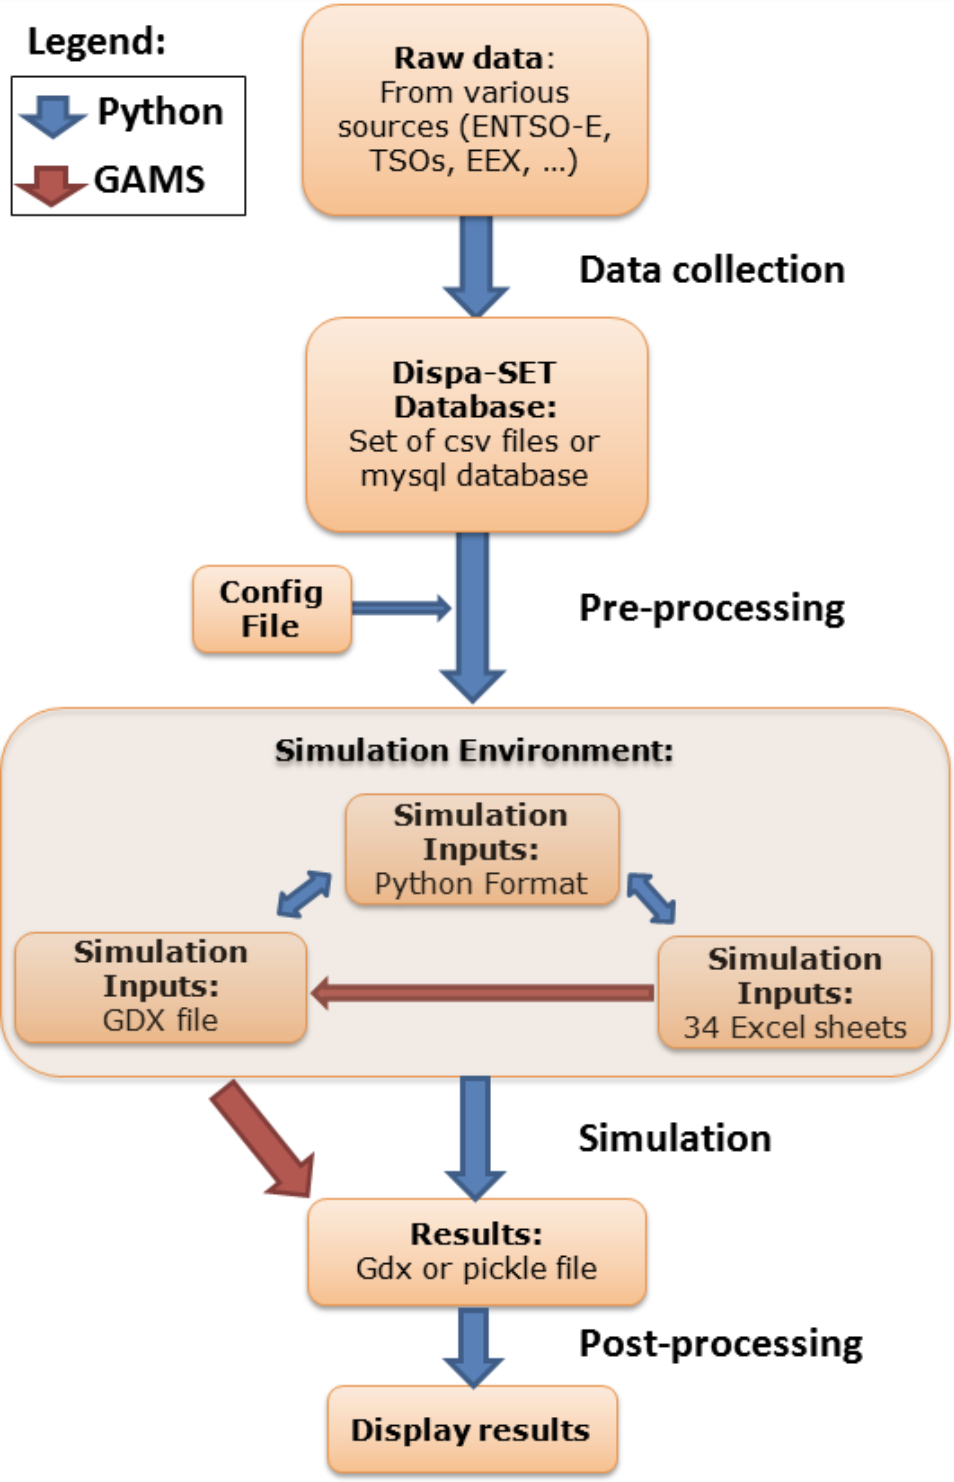 Legend:
Python
GAMS
Raw data:
From various
sources (ENTSO-E,
TSOs, EEX, ...)
Data collection
Dispa-SET
Database:
Set of csv files or
mysql database
Config
File
Pre-processing
Simulation Environment:
Simulation
Inputs:
Python Format
Simulation
Inputs:
GDX file
Simulation
Inputs:
34 Excel sheets
Simulation
Results:
Gdx or pickle file
Post-processing
Display results